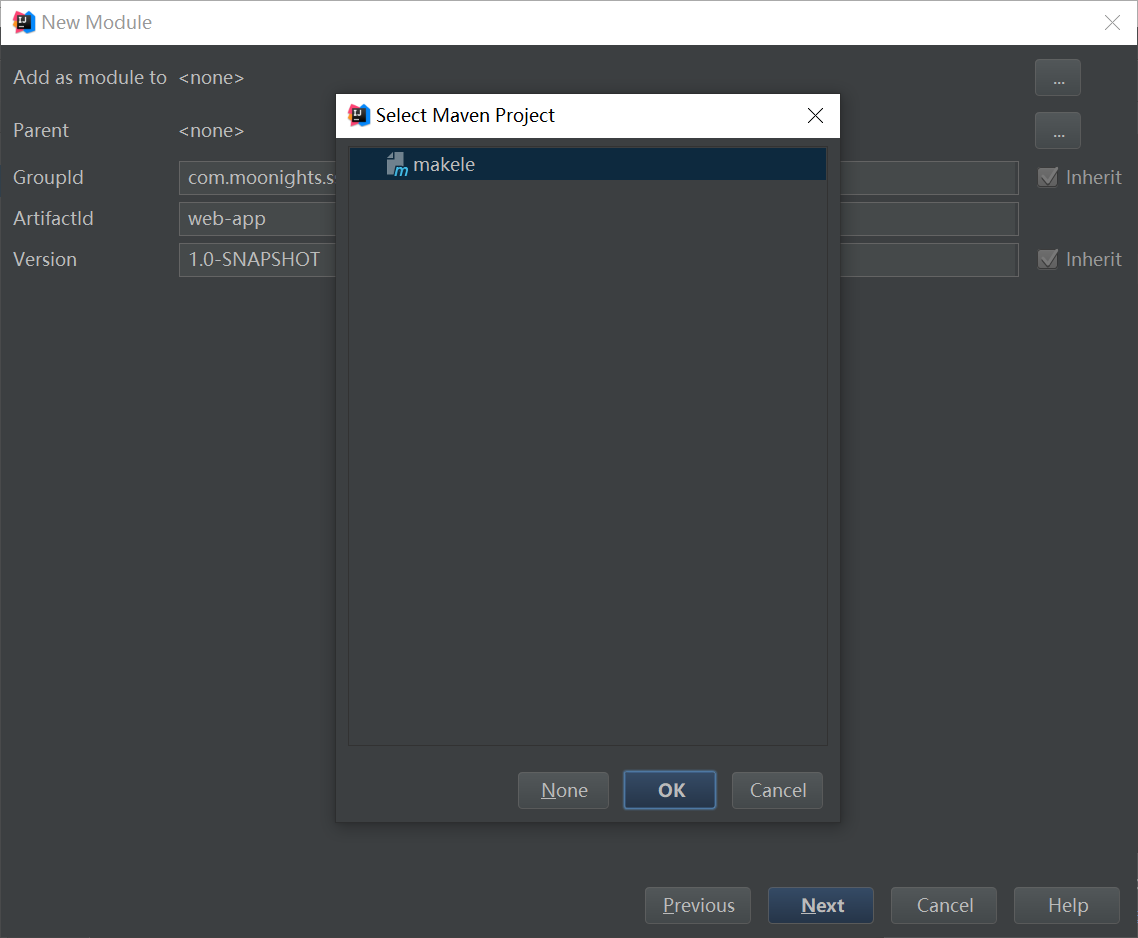 New Module
Add as module to <none> ...
Parent <none> ...
GroupId com.moonights.s Inherit
ArtifactId web-app
Version 1.0-SNAPSHOT Inherit
Select Maven Project
makele
None OK Cancel
Previous Next Cancel Help